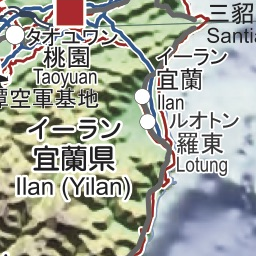 三貂
Santia
タオユワン
桃園
Taoyuan
空軍基地
イーラン
宜蘭
Ilan
ルオトン
羅東
Lotung
イーラン
宜蘭県
Ilan (Yilan)